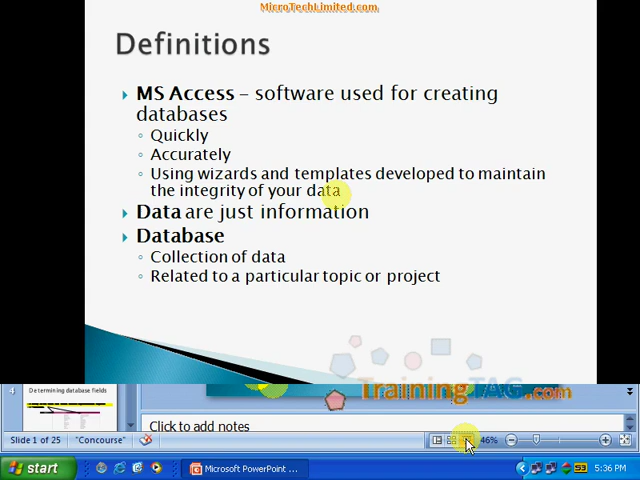 MicroTechLimited.com
Definitions
MS Access – software used for creating
databases
Quickly
Accurately
Using wizards and templates developed to maintain
the integrity of your data
Data are just information
Database
Collection of data
Related to a particular topic or project
4
Determining database fields
TrainingTAG.com
Click to add notes
Slide 1 of 25
"Concourse"
46%
start
Microsoft PowerPoint ...
5:36 PM